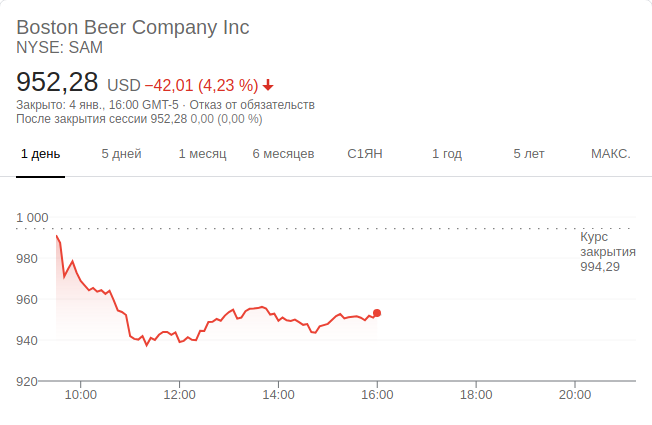 Boston Beer Company Inc
NYSE: SAM
952,28 USD −42,01 (4,23 %)
Закрыто: 4 янв., 16:00 GMT-5 · Отказ от обязательств
После закрытия сессии 952,28 0,00 (0,00 %)
1 день 5 дней 1 месяц 6 месяцев С1ЯН 1 год 5 лет МАКС.
1 000
Курс
закрытия
994,29
980
960
940
920
10:00 12:00 14:00 16:00 18:00 20:00